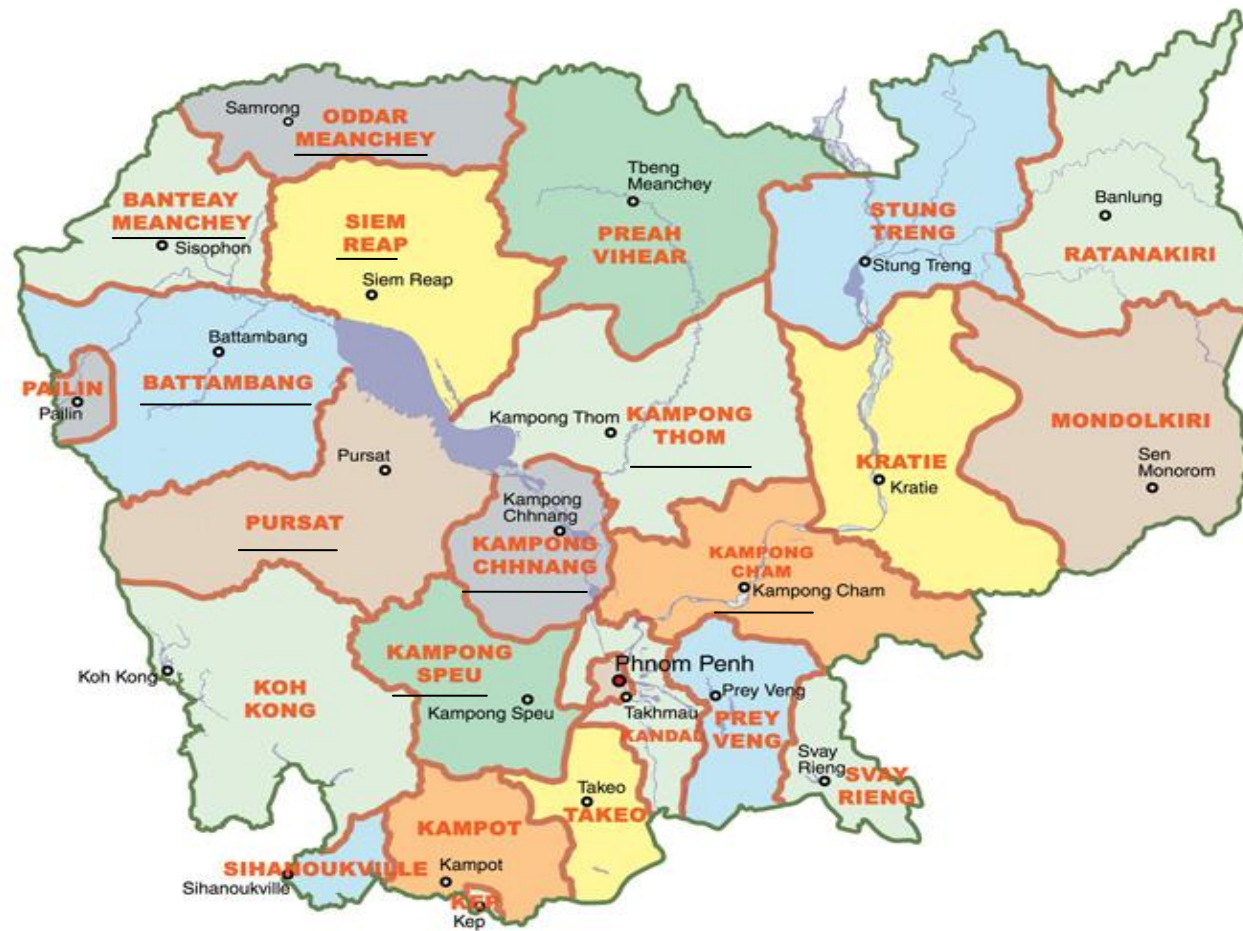 Samrong
ODDAR
MEANCHEY
Tbeng
Meanchey
BANTEAY
MEANCHEY
Sisophon
SIEM
REAP
Siem Reap
PREAH
VIHEAR
STUNG
TRENG
Stung Treng
Banlung
RATANAKIRI
Battambang
BATTAMBANG
PAILIN
Pailin
Kampong Thom
KAMPONG
THOM
MONDOLKIRI
Sen
Monorom
KRATIE
Kratie
Pursat
PURSAT
Kampong
Chhnang
KAMPONG
CHHNANG
KAMPONG
CHAM
Kampong Cham
Koh Kong
KOH
KONG
KAMPONG
SPEU
Kampong Speu
Phnom Penh
Takhmau
KANDAL
Prey Veng
PREY
VENG
Svay
Rieng
SVAY
RIENG
Takeo
TAKEO
KAMPOT
Kampot
SIHANOUKVILLE
Sihanoukville
KEP
Kep